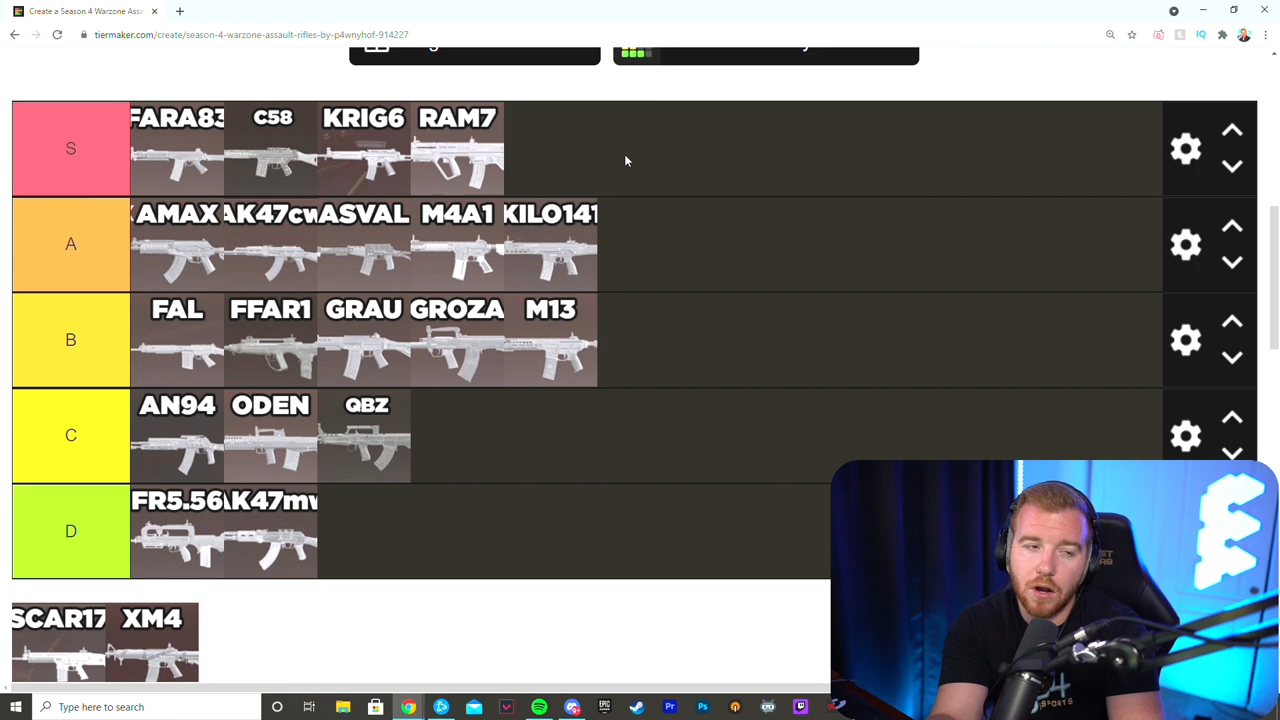 Create a Season 4 Warzone Assa
tiermaker.com/create/season-4-warzone-assault-rifles-by-p4wnyhof-914227
S
FARA83
C58
KRIG6
RAM7
A
AMAX
AK47cw
ASVAL
M4A1
KILO141
B
FAL
FFAR1
GRAU
GROZA
M13
C
AN94
ODEN
QBZ
D
FR5.56
AK47mw
SCAR17
XM4
Type here to search